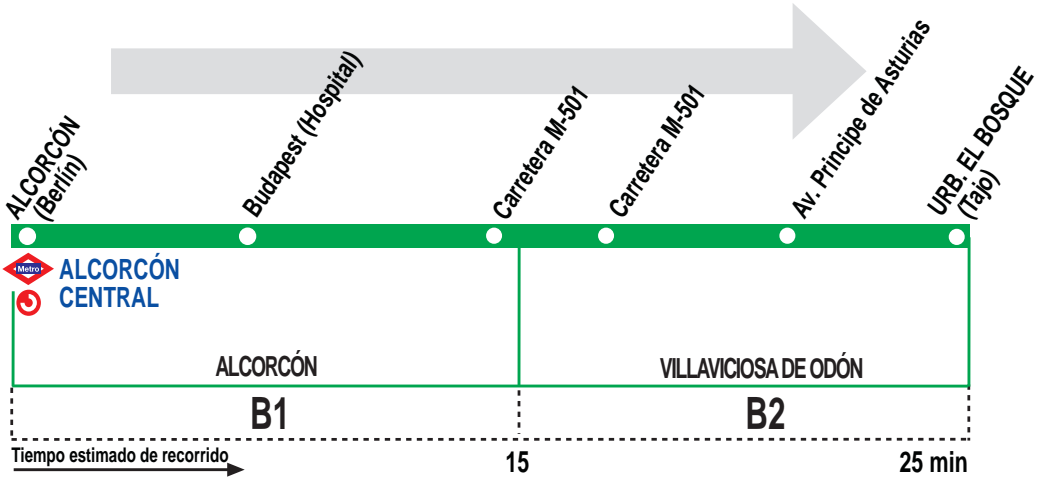 ALCORCÓN
(Berlín)
Budapest (Hospital)
Carretera M-501
Carretera M-501
Av. Principe de Asturias
URB. EL BOSQUE
(Tajo)
Metro
ALCORCÓN
CENTRAL
ALCORCÓN
VILLAVICIOSA DE ODÓN
B1
B2
Tiempo estimado de recorrido
15
25 min